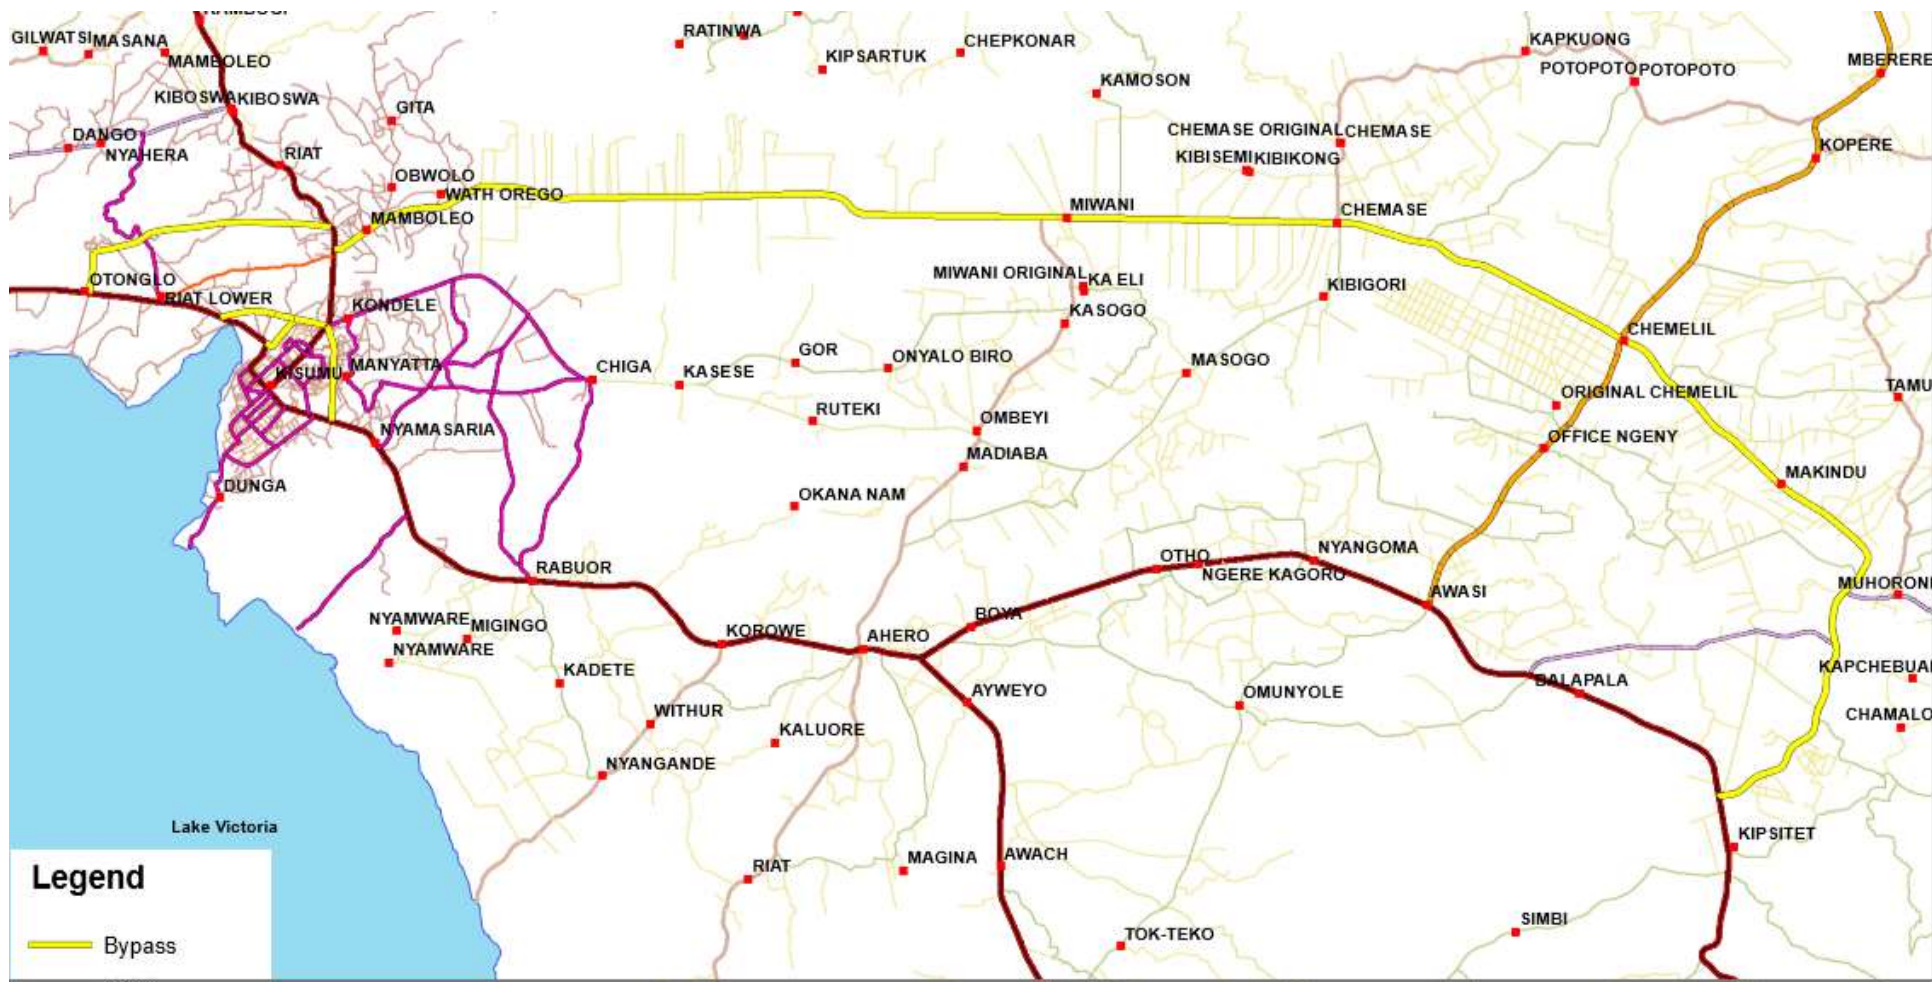 KAMBOSI
GILWATSI
MASANA
MAMBOLEO
RATINWA
KIPSARTUK
CHEPKONAR
KAMOSON
KAPKUONG
POTOPOTO
POTOPOTO
MBERERE
KIBOSWA
KIBOSWA
GITA
DANGO
NYAHERA
RIAT
CHEMASE ORIGINAL
CHEMASE
KIBISEMI
KIBIKONG
KOPERE
OBWOLO
WATH OREGO
MAMBOLEO
MIWANI
CHEMASE
OTONGLO
RIAT LOWER
KONDELE
MIWANI ORIGINAL
KA ELI
KASOGO
KIBIGORI
CHEMELIL
KISUMU
MANYATTA
CHIGA
KASESE
GOR
ONYALO BIRO
MASOGO
ORIGINAL CHEMELIL
TAMU
RUTEKI
OMBEYI
NYAMASARIA
OFFICE NGENY
MADIABA
MAKINDU
DUNGA
OKANA NAM
RABUOR
OTHO
NGERE KAGORO
NYANGOMA
AWASI
MUHORONI
NYAMWARE
MIGINGO
NYAMWARE
KOROWE
AHERO
BOYA
KADETE
AYWEYO
OMUNYOLE
DALAPALA
KAPCHEBUAI
WITHUR
KALUORE
CHAMALO
NYANGANDE
Lake Victoria
KIPSITET
RIAT
MAGINA
AWACH
SIMBI
TOK-TEKO
Legend
Bypass